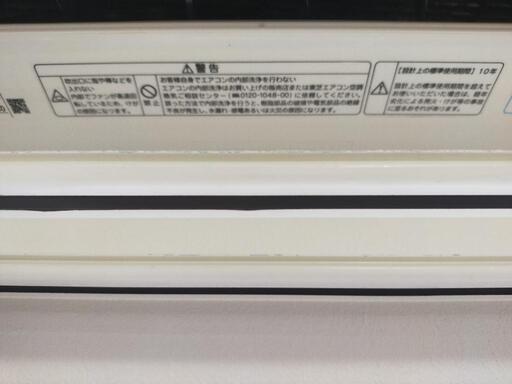 ⚠警告
吹出口に指や棒などを
入れない
内部でファンが高速回
転しているため、けが
の原因になります。
禁止
お客様自身でエアコンの内部洗浄を行わない
エアコンの内部洗浄はお買い上げの販売店または東芝エアコン空調
換気ご相談センター(☎0120-1048-00)に依頼してください。
誤った方法で内部洗浄を行うと、樹脂部品の破損や電気部品の絶縁
不良が発生し、水漏れや感電あるいは火災の原因になります。
【設計上の標準使用期間】10年
設計上の標準使用期間を超えて
お使いいただいた場合は、経年
劣化による発火・けが等の事故
に至るおそれがあります。